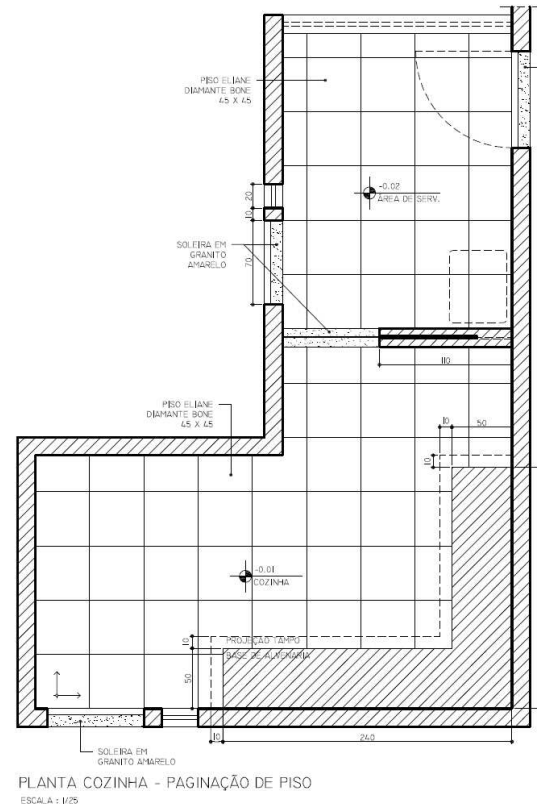 PISO ELIANE
DIAMANTE BONE
45 X 45
-0.02
ÁREA DE SERV.
20
10
70
SOLEIRA EM
GRANITO
AMARELO
110
PISO ELIANE
DIAMANTE BONE
45 X 45
10
50
10
-0.01
COZINHA
10
PROJEÇÃO TAMPO
BASE DE ALVENARIA
50
10
240
SOLEIRA EM
GRANITO AMARELO
PLANTA COZINHA - PAGINAÇÃO DE PISO
ESCALA : 1/25